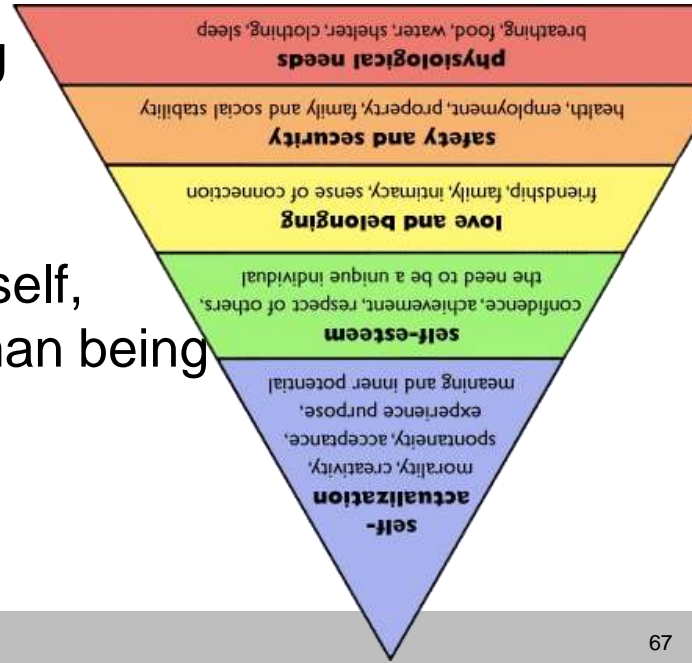 g
self,
han being
self-
actualization
morality, creativity,
spontaneity, acceptance,
experience purpose,
meaning and inner potential
self-esteem
confidence, achievement, respect of others,
the need to be a unique individual
love and belonging
friendship, family, intimacy, sense of connection
safety and security
health, employment, property, family and social stability
physiological needs
breathing, food, water, shelter, clothing, sleep
67